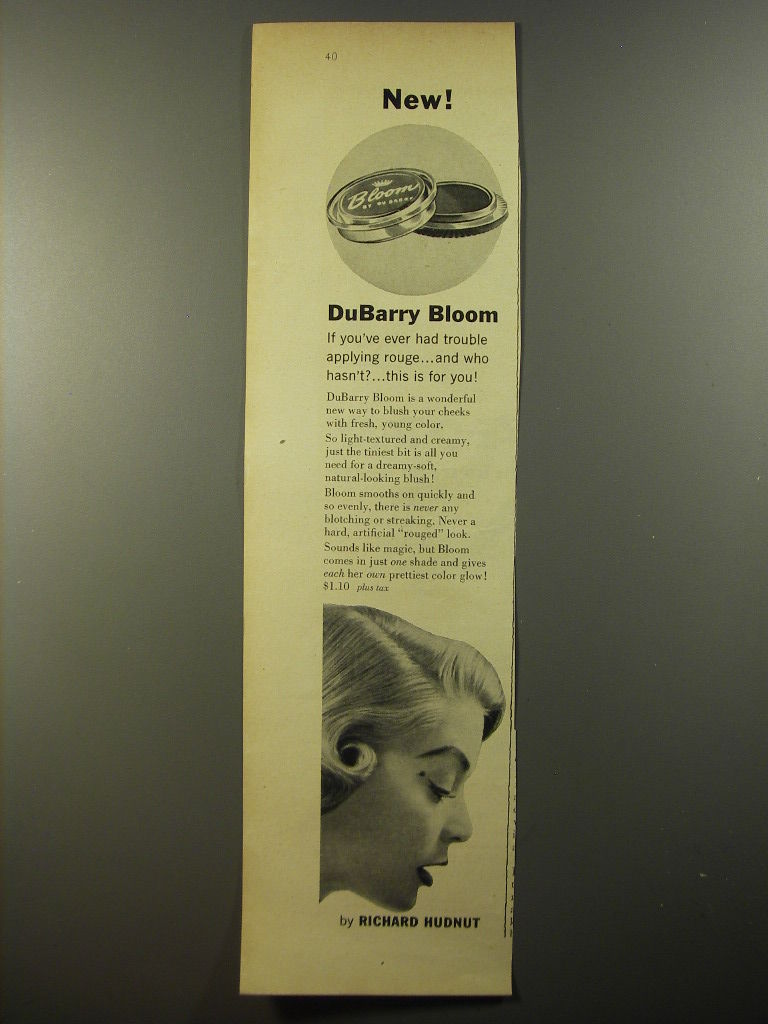 40
New!
Bloom
BY DU BARRY
DuBarry Bloom
If you've ever had trouble
applying rouge...and who
hasn't?...this is for you!
DuBarry Bloom is a wonderful
new way to blush your cheeks
with fresh, young color.
So light-textured and creamy,
just the tiniest bit is all you
need for a dreamy-soft,
natural-looking blush!
Bloom smooths on quickly and
so evenly, there is never any
blotching or streaking. Never a
hard, artificial “rouged” look.
Sounds like magic, but Bloom
comes in just one shade and gives
each her own prettiest color glow!
$1.10 plus tax
by RICHARD HUDNUT